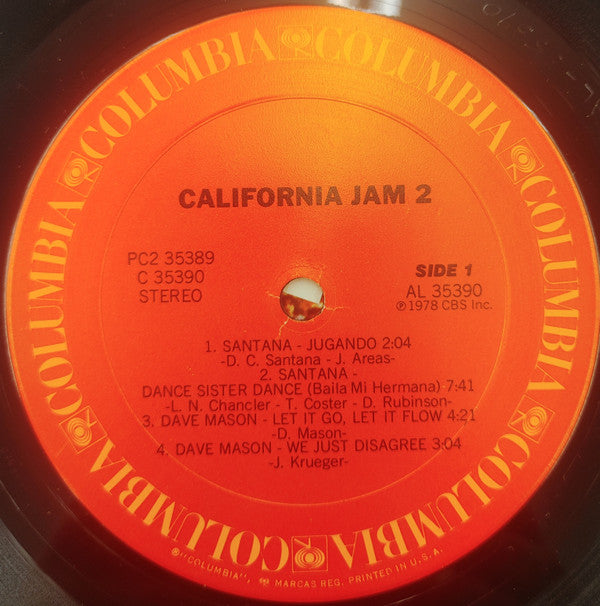 COLUMBIA COLUMBIA COLUMBIA COLUMBIA COLUMBIA COLUMBIA COLUMBIA COLUMBIA
CALIFORNIA JAM 2
PC2 35389
C 35390
STEREO
SIDE 1
AL 35390
℗1978 CBS Inc.
1. SANTANA - JUGANDO 2:04
-D. C. Santana - J. Areas-
2. SANTANA -
DANCE SISTER DANCE (Baila Mi Hermana) 7:41
-L. N. Chancler - T. Coster - D. Rubinson-
3. DAVE MASON - LET IT GO, LET IT FLOW 4:21
-D. Mason-
4. DAVE MASON - WE JUST DISAGREE 3:04
-J. Krueger-
"COLUMBIA", MARCAS REG. PRINTED IN U.S.A.